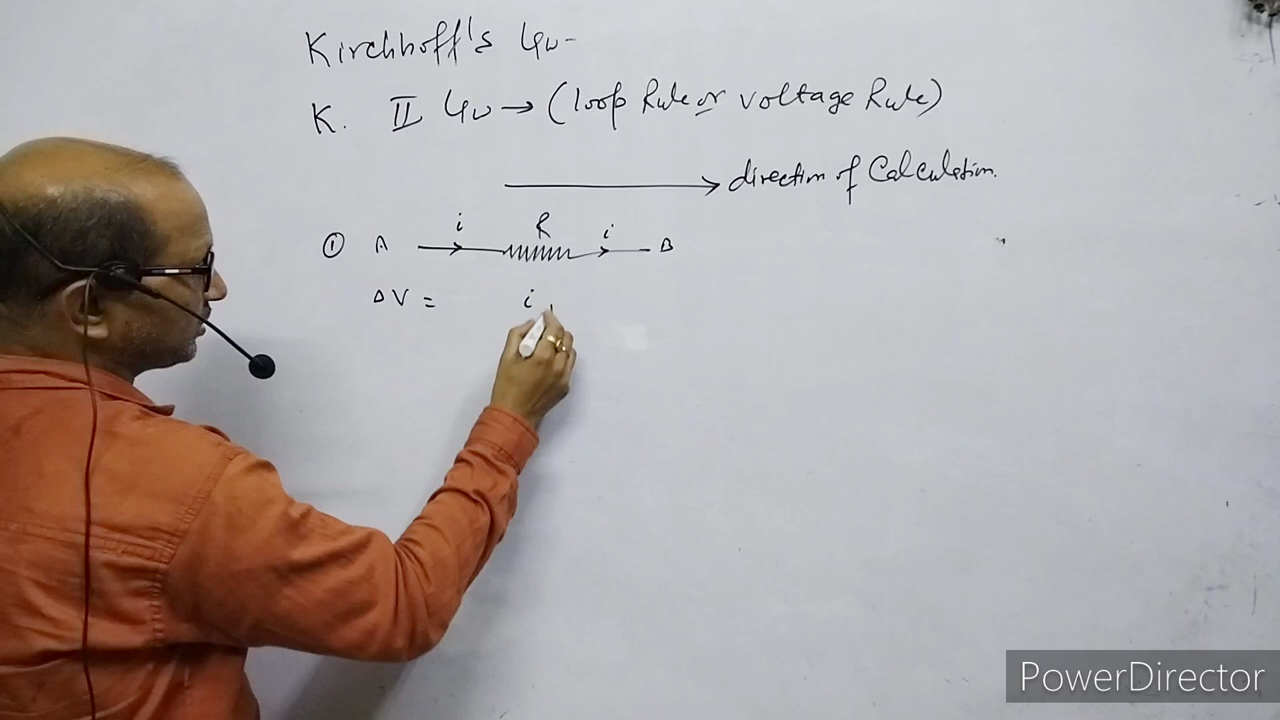 Kirchhoff's Law-
K. II Law → (loop Rule or voltage Rule)
→ direction of Calculation.
① A i R i B
ΔV = i
PowerDirector